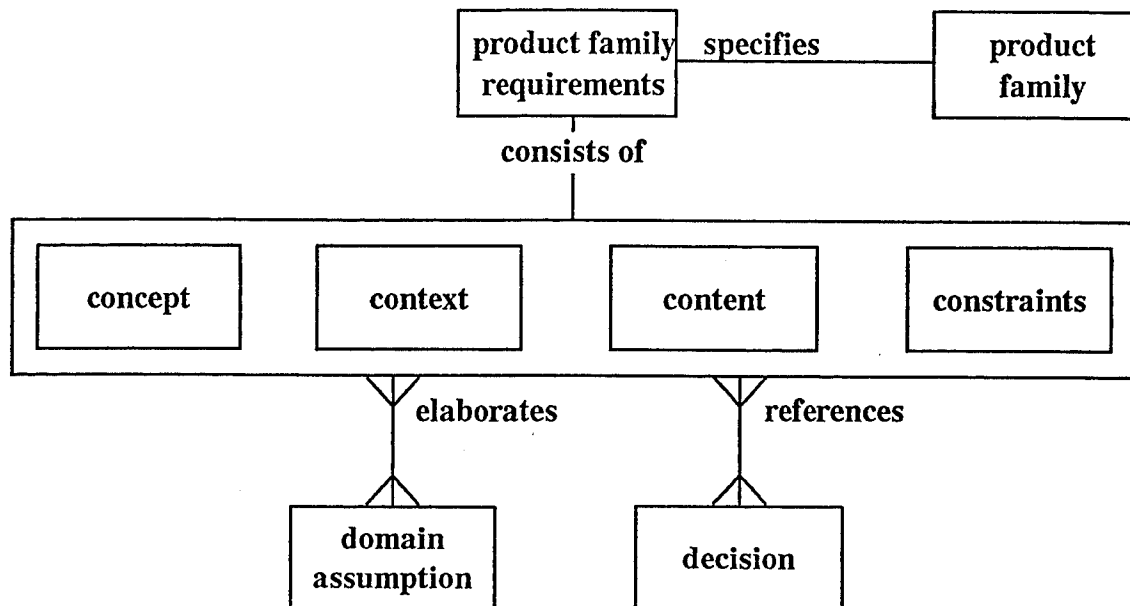 product family
requirements
specifies
product
family
consists of
concept
context
content
constraints
elaborates
references
domain
assumption
decision